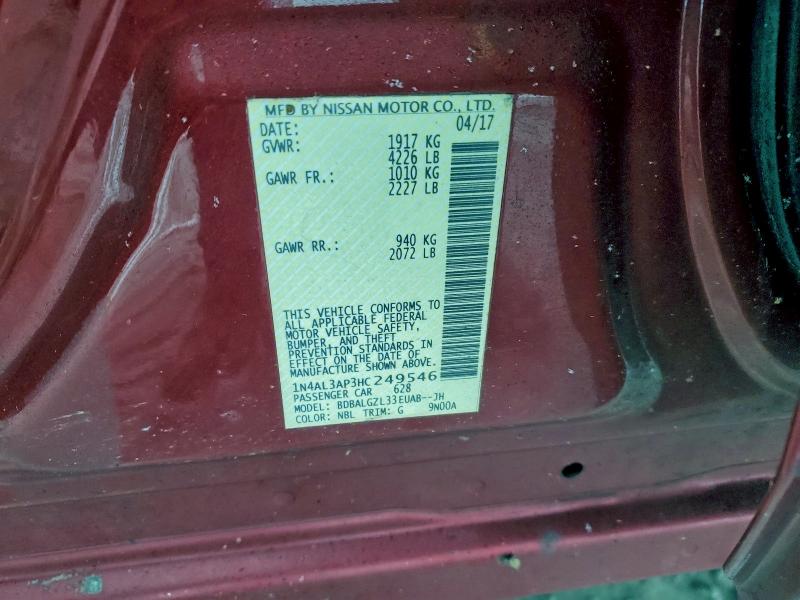 MFD BY NISSAN MOTOR CO., LTD.
DATE: 04/17
GVWR: 1917 KG
4226 LB
GAWR FR.: 1010 KG
2227 LB
GAWR RR.: 940 KG
2072 LB
THIS VEHICLE CONFORMS TO
ALL APPLICABLE FEDERAL
MOTOR VEHICLE SAFETY,
BUMPER, AND THEFT
PREVENTION STANDARDS IN
EFFECT ON THE DATE OF
MANUFACTURE SHOWN ABOVE.
1N4AL3AP3HC249546
PASSENGER CAR 628
MODEL: BDBALGZL33EUAB--JH
COLOR: NBL TRIM: G 9N00A